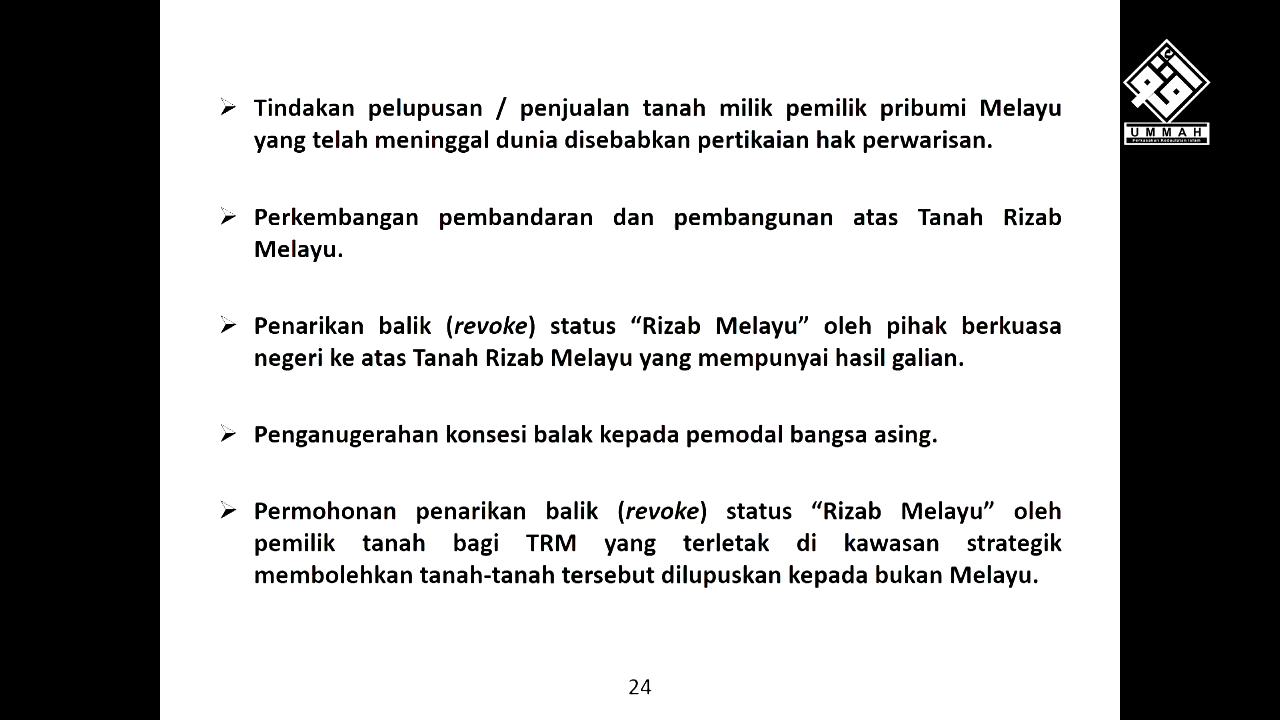 Tindakan pelupusan / penjualan tanah milik pemilik pribumi Melayu
yang telah meninggal dunia disebabkan pertikaian hak perwarisan.
Perkembangan pembandaran dan pembangunan atas Tanah Rizab
Melayu.
Penarikan balik (revoke) status “Rizab Melayu” oleh pihak berkuasa
negeri ke atas Tanah Rizab Melayu yang mempunyai hasil galian.
Penganugerahan konsesi balak kepada pemodal bangsa asing.
Permohonan penarikan balik (revoke) status “Rizab Melayu” oleh
pemilik tanah bagi TRM yang terletak di kawasan strategik
membolehkan tanah-tanah tersebut dilupuskan kepada bukan Melayu.
24
UMMAH
Perkasakan Kedaulatan Islam